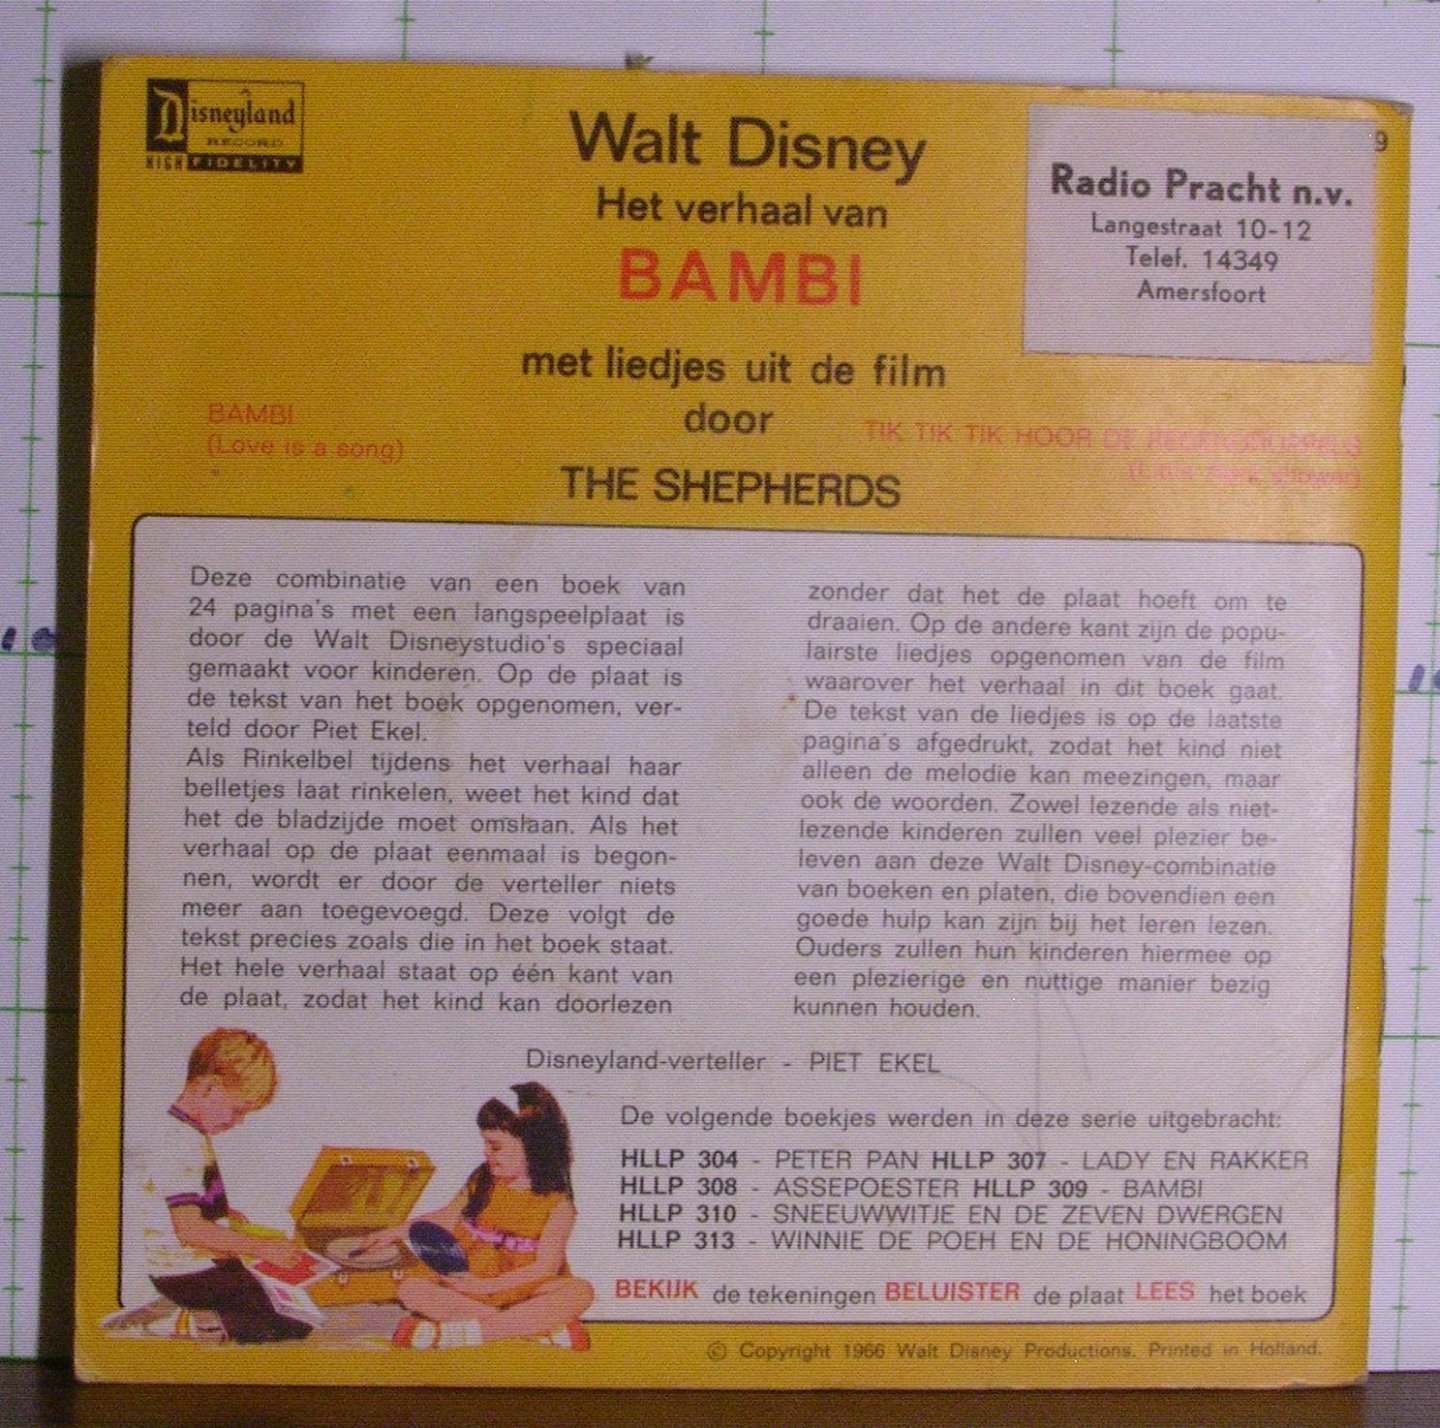 Disneyland
RECORD
HIGH FIDELITY
Walt Disney
Het verhaal van
BAMBI
met liedjes uit de film
door
THE SHEPHERDS
9
Radio Pracht n.v.
Langestraat 10-12
Telef. 14349
Amersfoort
BAMBI
(Love is a song)
TIK TIK TIK HOOR DE
Deze combinatie van een boek van
24 pagina's met een langspeelplaat is
door de Walt Disneystudio's speciaal
gemaakt voor kinderen. Op de plaat is
de tekst van het boek opgenomen, ver-
teld door Piet Ekel.
Als Rinkelbel tijdens het verhaal haar
belletjes laat rinkelen, weet het kind dat
het de bladzijde moet omslaan. Als het
verhaal op de plaat eenmaal is begon-
nen, wordt er door de verteller niets
meer aan toegevoegd. Deze volgt de
tekst precies zoals die in het boek staat.
Het hele verhaal staat op één kant van
de plaat, zodat het kind kan doorlezen
zonder dat het de plaat hoeft om te
draaien. Op de andere kant zijn de popu-
lairste liedjes opgenomen van de film
waarover het verhaal in dit boek gaat.
De tekst van de liedjes is op de laatste
pagina's afgedrukt, zodat het kind niet
alleen de melodie kan meezingen, maar
ook de woorden. Zowel lezende als niet-
lezende kinderen zullen veel plezier be-
leven aan deze Walt Disney-combinatie
van boeken en platen, die bovendien een
goede hulp kan zijn bij het leren lezen.
Ouders zullen hun kinderen hiermee op
een plezierige en nuttige manier bezig
kunnen houden.
Disneyland-verteller - PIET EKEL
De volgende boekjes werden in deze serie uitgebracht:
HLLP 304 - PETER PAN HLLP 307 - LADY EN RAKKER
HLLP 308 - ASSEPOESTER HLLP 309 - BAMBI
HLLP 310 - SNEEUWWITJE EN DE ZEVEN DWERGEN
HLLP 313 - WINNIE DE POEH EN DE HONINGBOOM
BEKIJK de tekeningen BELUISTER de plaat LEES het boek
© Copyright 1966 Walt Disney Productions. Printed in Holland.